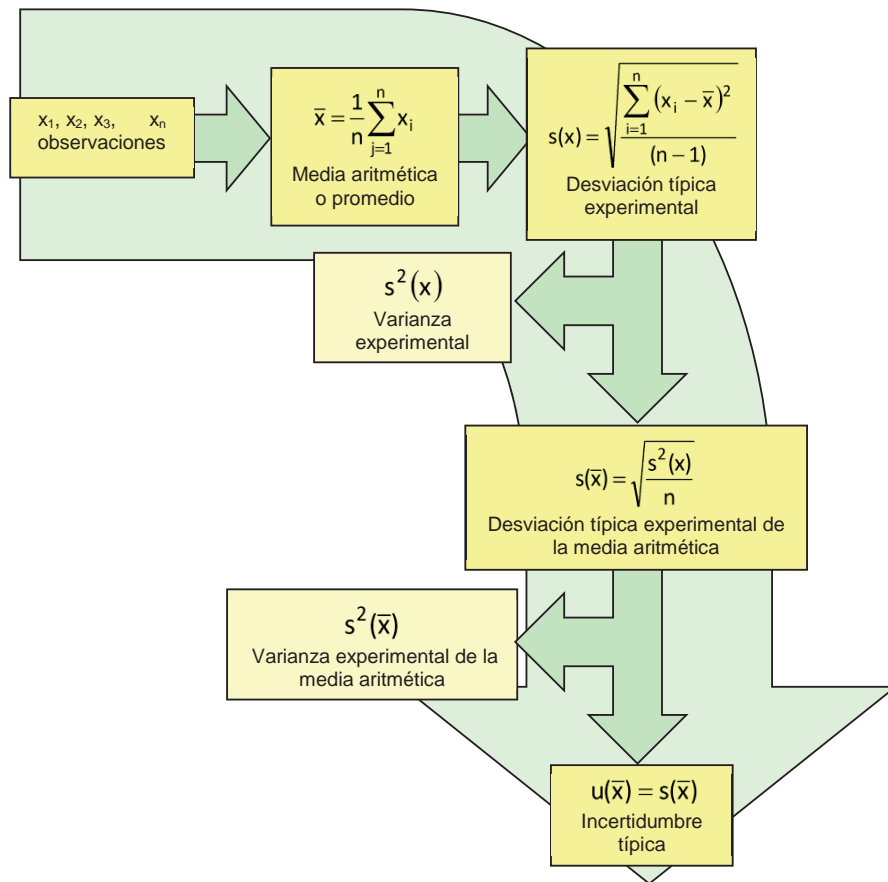 x₁, x₂, x₃, xₙ
observaciones
x̄ = 1/n ∑_{j=1}^{n} xᵢ
Media aritmética
o promedio
s(x) = √(∑_{i=1}^{n} (xᵢ – x̄)² / (n – 1))
Desviación típica
experimental
s²(x)
Varianza
experimental
s(x̄) = √(s²(x) / n)
Desviación típica experimental de
la media aritmética
s²(x̄)
Varianza experimental de la
media aritmética
u(x̄) = s(x̄)
Incertidumbre
típica